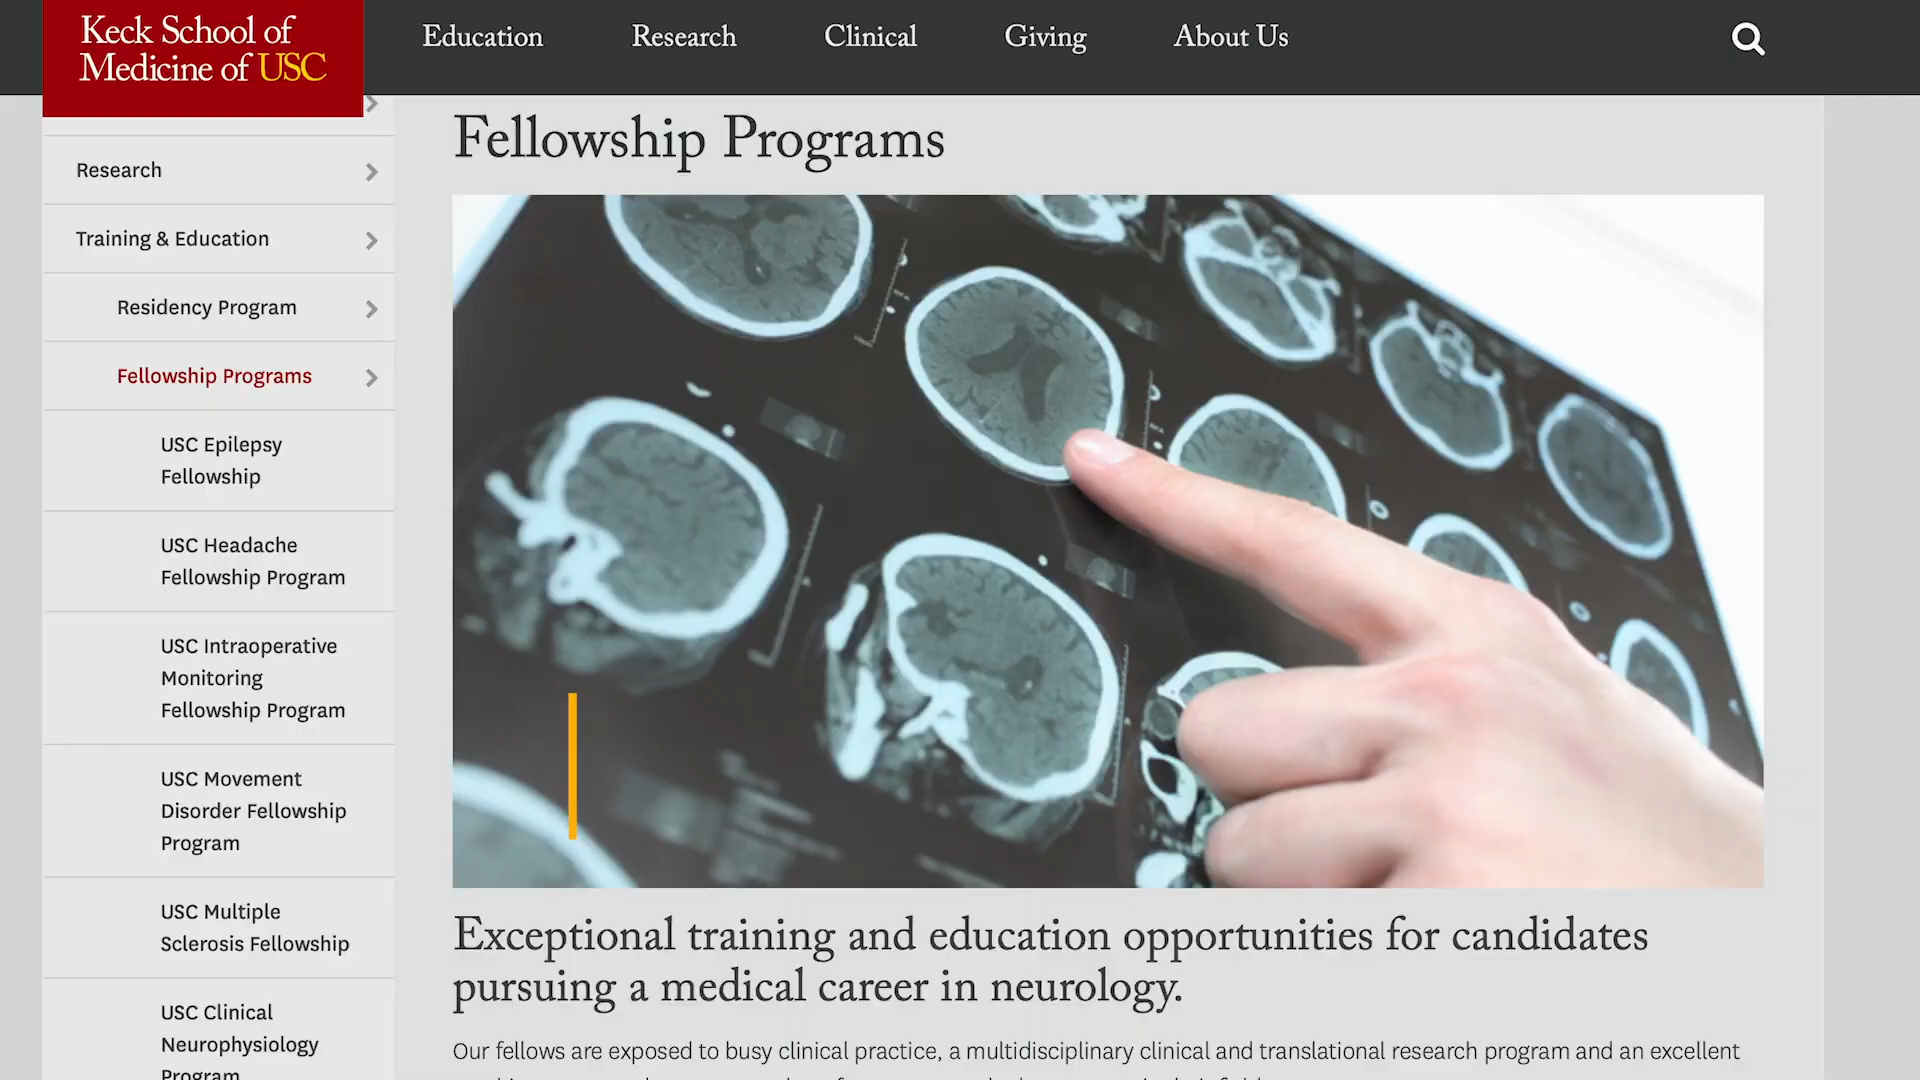 Keck School of
Medicine of USC
Education
Research
Clinical
Giving
About Us
Research
Training & Education
Residency Program
Fellowship Programs
USC Epilepsy
Fellowship
USC Headache
Fellowship Program
USC Intraoperative
Monitoring
Fellowship Program
USC Movement
Disorder Fellowship
Program
USC Multiple
Sclerosis Fellowship
USC Clinical
Neurophysiology
Program
Fellowship Programs
Exceptional training and education opportunities for candidates
pursuing a medical career in neurology.
Our fellows are exposed to busy clinical practice, a multidisciplinary clinical and translational research program and an excellent